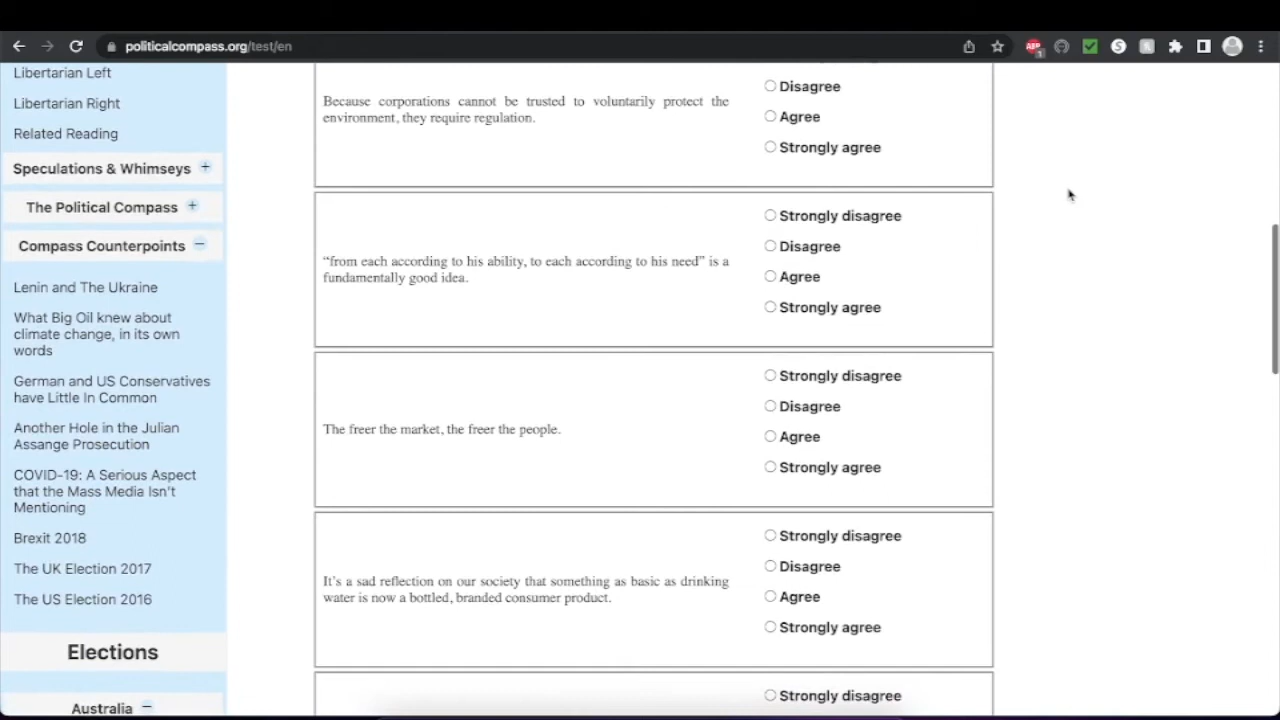 politicalcompass.org/test/en
Libertarian Left
Libertarian Right
Related Reading
Speculations & Whimseys +
The Political Compass +
Compass Counterpoints −
Lenin and The Ukraine
What Big Oil knew about
climate change, in its own
words
German and US Conservatives
have Little In Common
Another Hole in the Julian
Assange Prosecution
COVID-19: A Serious Aspect
that the Mass Media Isn't
Mentioning
Brexit 2018
The UK Election 2017
The US Election 2016
Elections
Australia −
Because corporations cannot be trusted to voluntarily protect the
environment, they require regulation.
Disagree
Agree
Strongly agree
“from each according to his ability, to each according to his need” is a
fundamentally good idea.
Strongly disagree
Disagree
Agree
Strongly agree
The freer the market, the freer the people.
Strongly disagree
Disagree
Agree
Strongly agree
It's a sad reflection on our society that something as basic as drinking
water is now a bottled, branded consumer product.
Strongly disagree
Disagree
Agree
Strongly agree
Strongly disagree